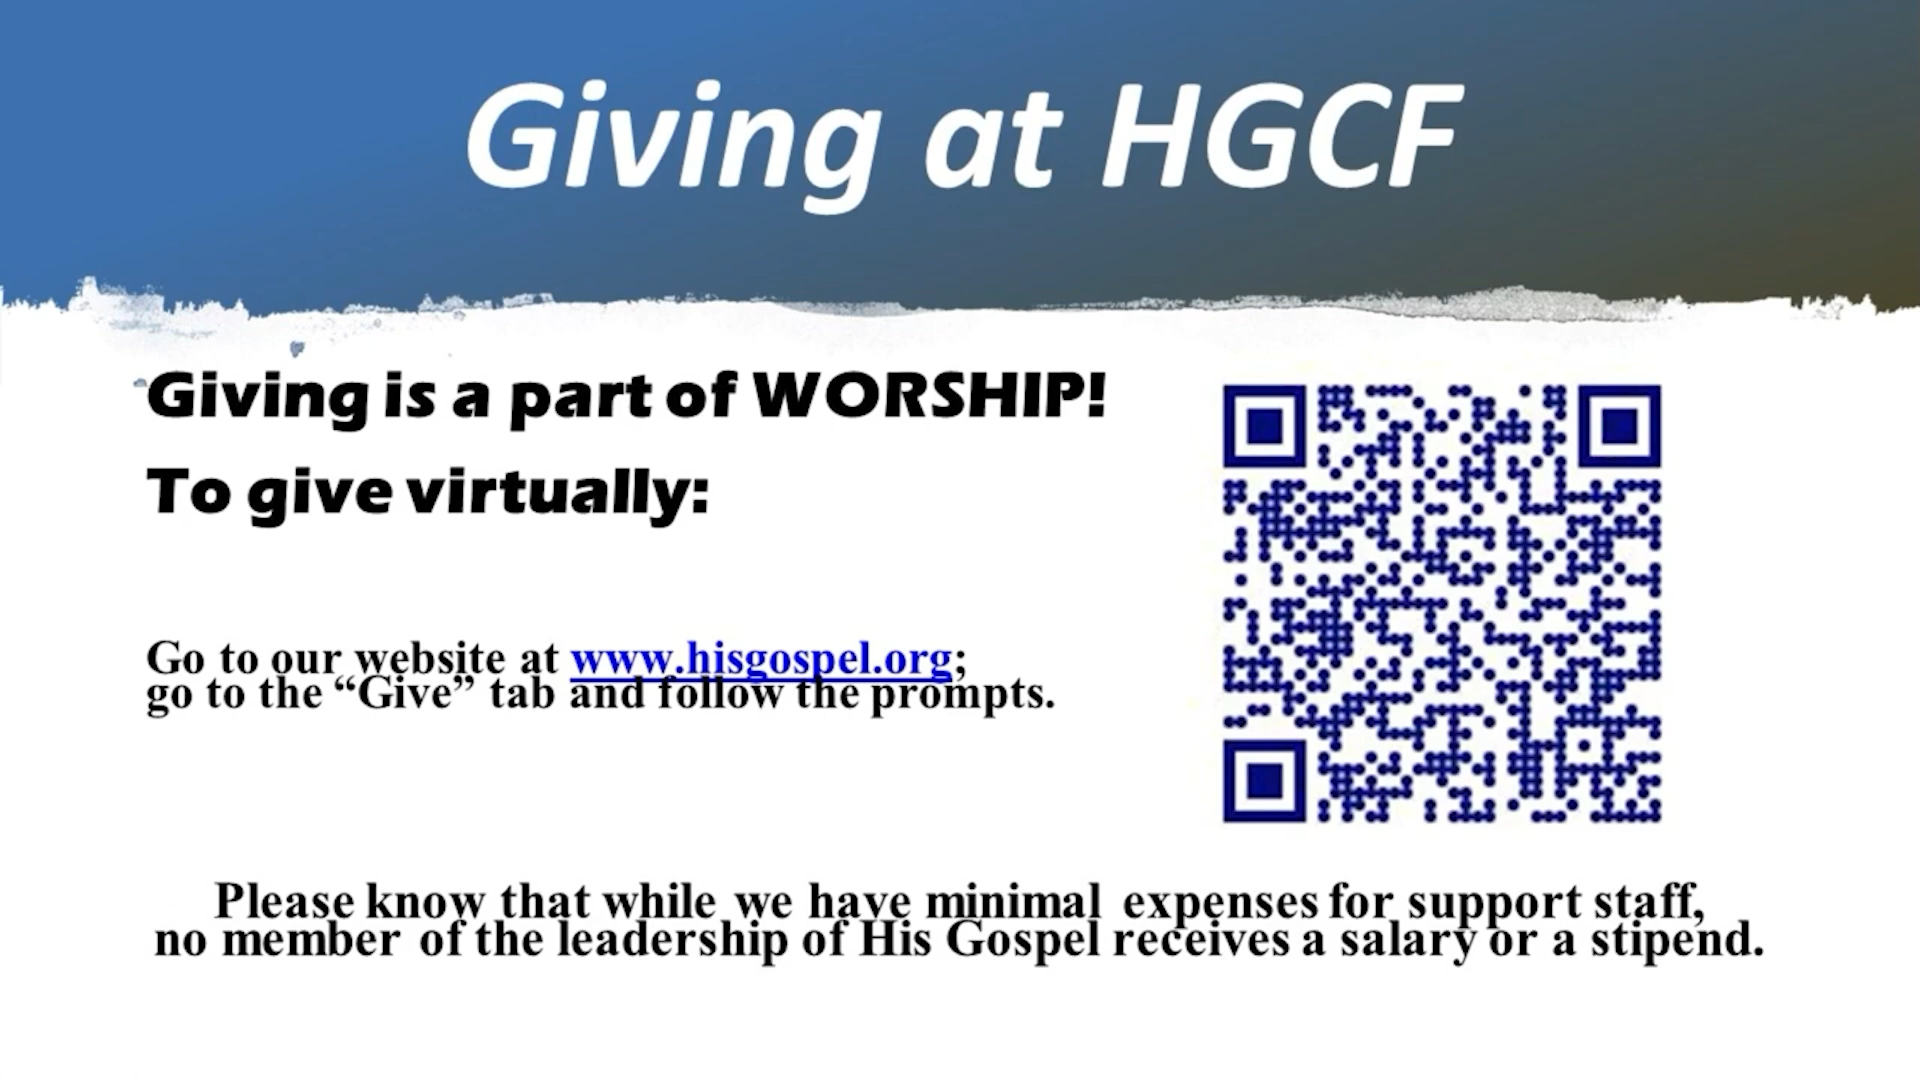 Giving at HGCF
Giving is a part of WORSHIP!
To give virtually:
Go to our website at www.hisgospel.org;
go to the “Give” tab and follow the prompts.
Please know that while we have minimal expenses for support staff,
no member of the leadership of His Gospel receives a salary or a stipend.